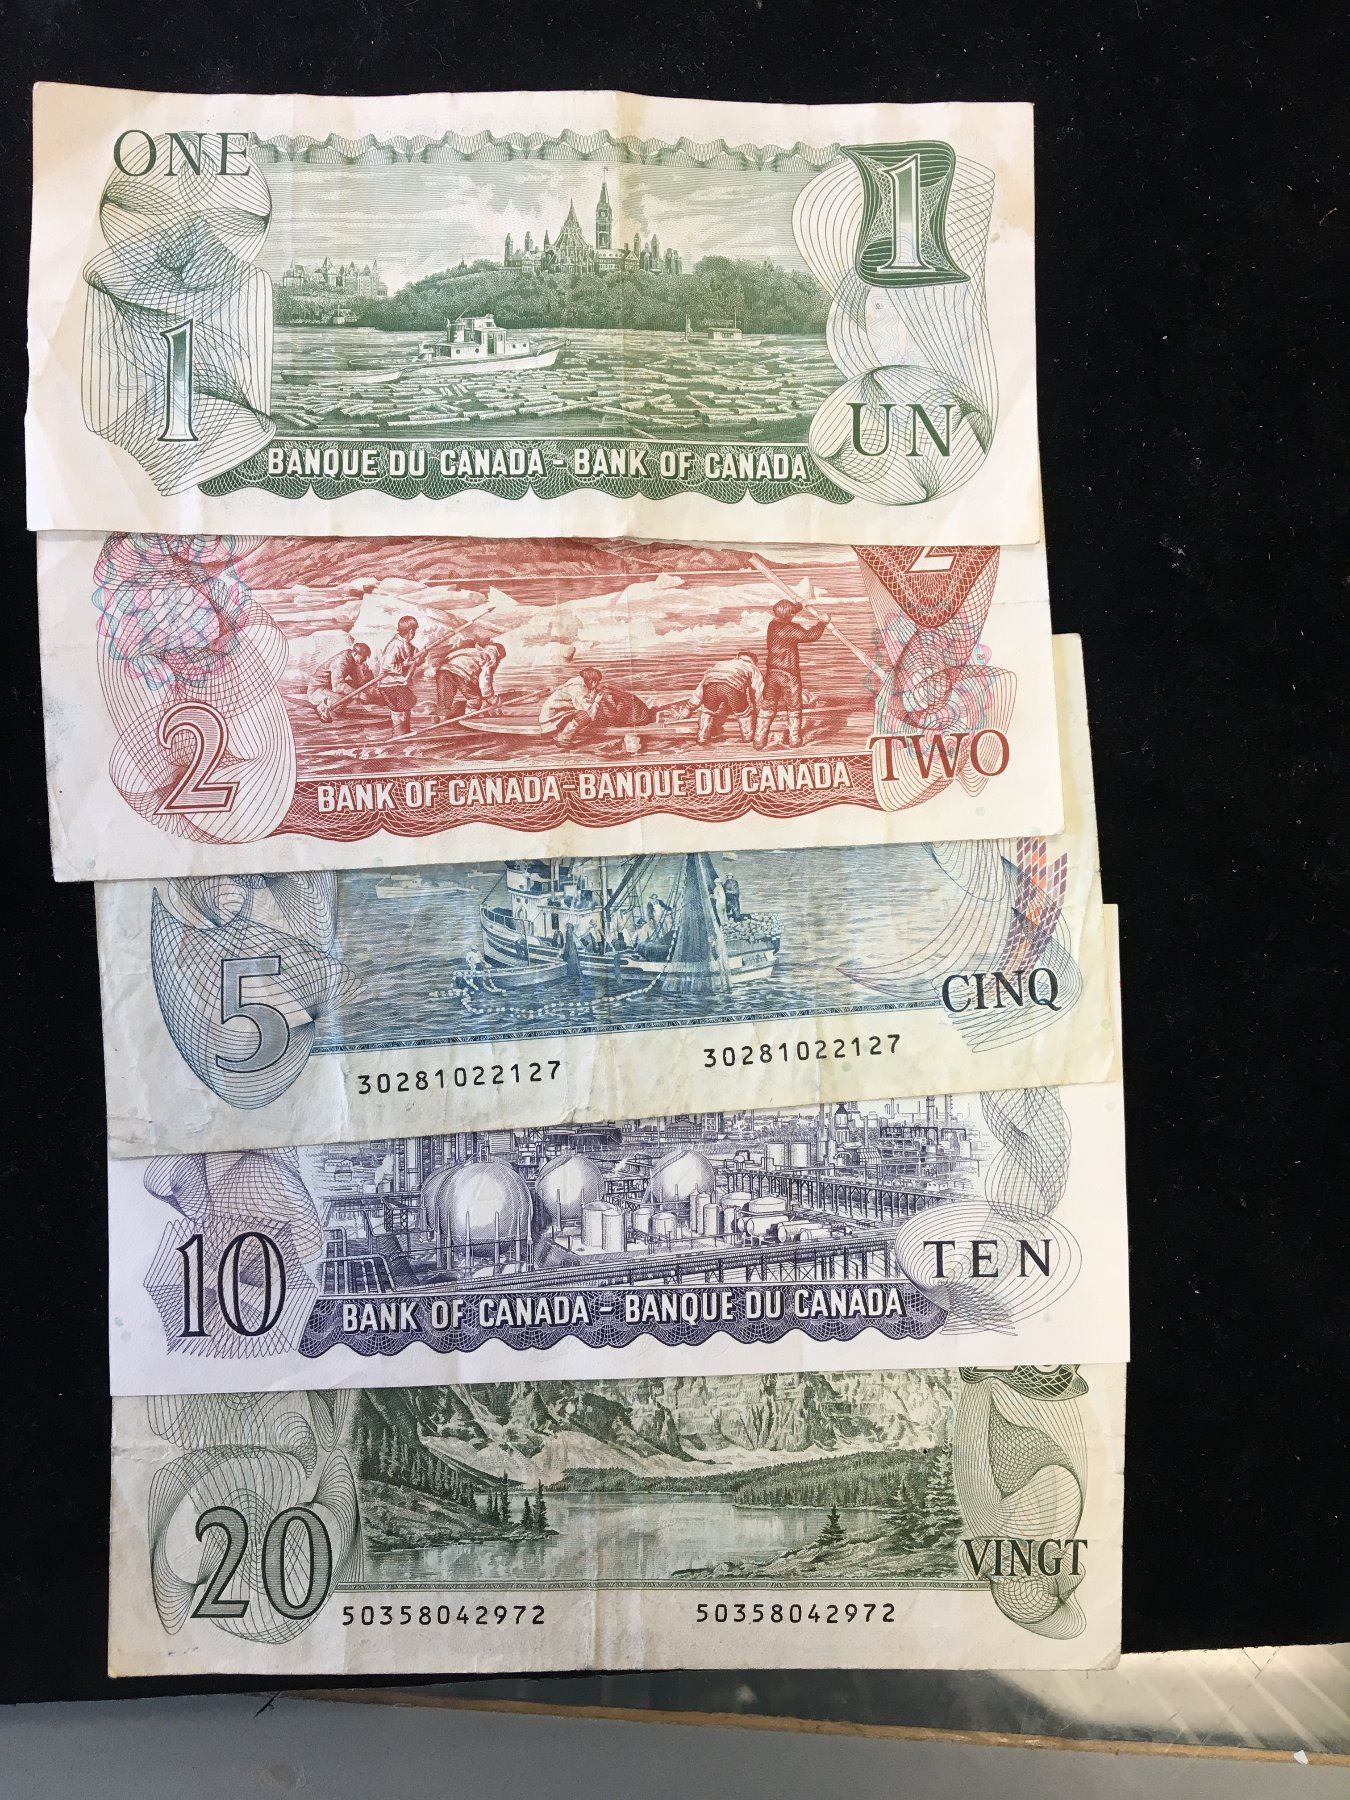 ONE
1
1
UN
BANQUE DU CANADA - BANK OF CANADA
2
2
TWO
BANK OF CANADA-BANQUE DU CANADA
5
CINQ
30281022127
30281022127
10
TEN
BANK OF CANADA - BANQUE DU CANADA
20
VINGT
50358042972
50358042972